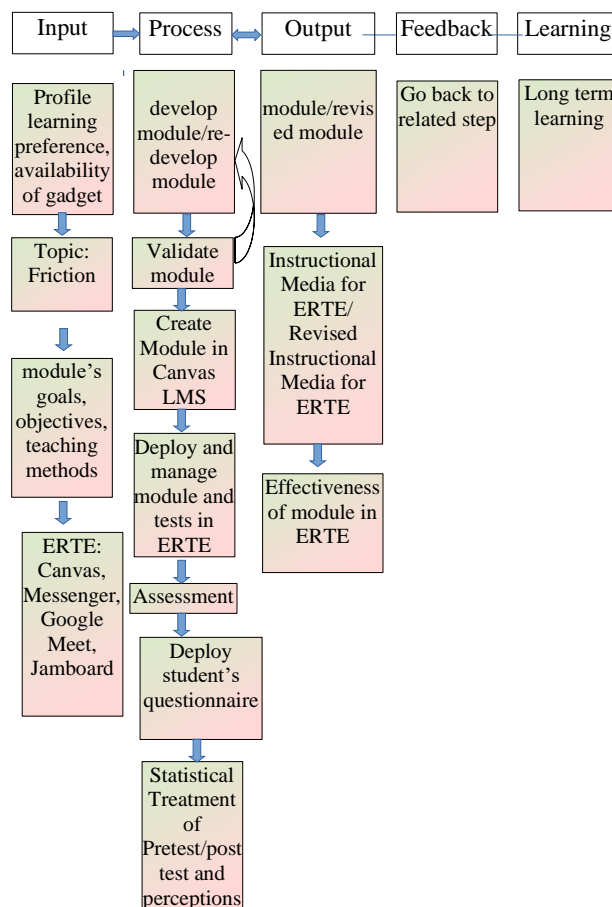 Input
Process
Output
Feedback
Learning
Profile
learning
preference,
availability
of gadget
Topic:
Friction
module's
goals,
objectives,
teaching
methods
ERTE:
Canvas,
Messenger,
Google
Meet,
Jamboard
develop
module/re-
develop
module
Validate
module
Create
Module in
Canvas
LMS
Deploy and
manage
module and
tests in
ERTE
Assessment
Deploy
student's
questionnaire
Statistical
Treatment
of
Pretest/post
test and
perceptions
module/revis
ed module
Instructional
Media for
ERTE/
Revised
Instructional
Media for
ERTE
Effectiveness
of module in
ERTE
Go back to
related step
Long term
learning